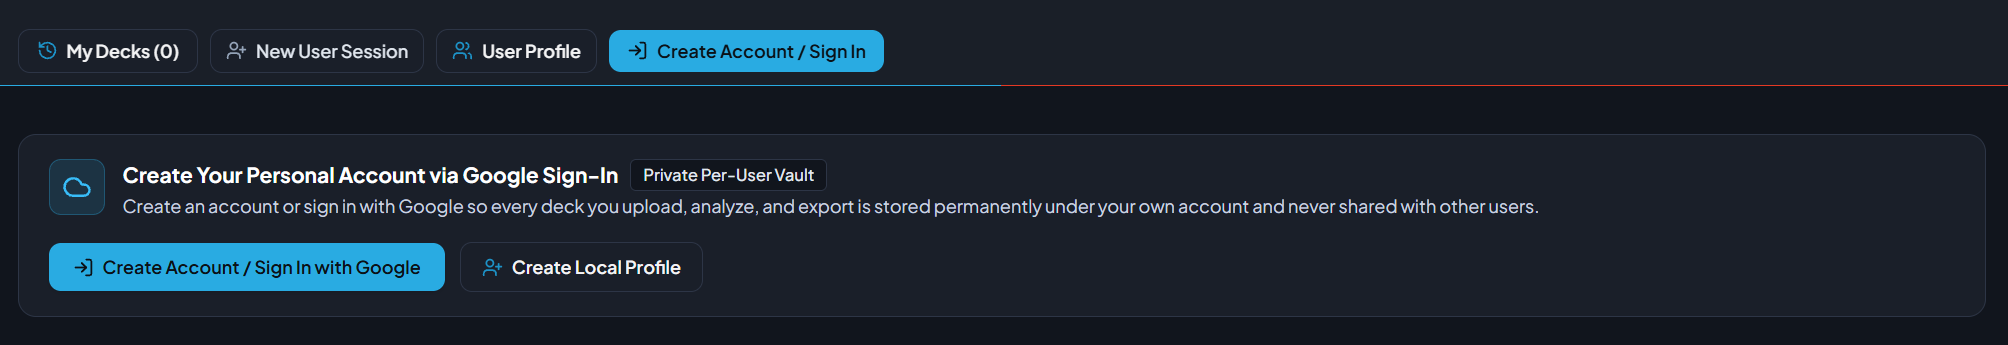 My Decks (0)
New User Session
User Profile
Create Account / Sign In
Create Your Personal Account via Google Sign-In
Private Per-User Vault
Create an account or sign in with Google so every deck you upload, analyze, and export is stored permanently under your own account and never shared with other users.
Create Account / Sign In with Google
Create Local Profile